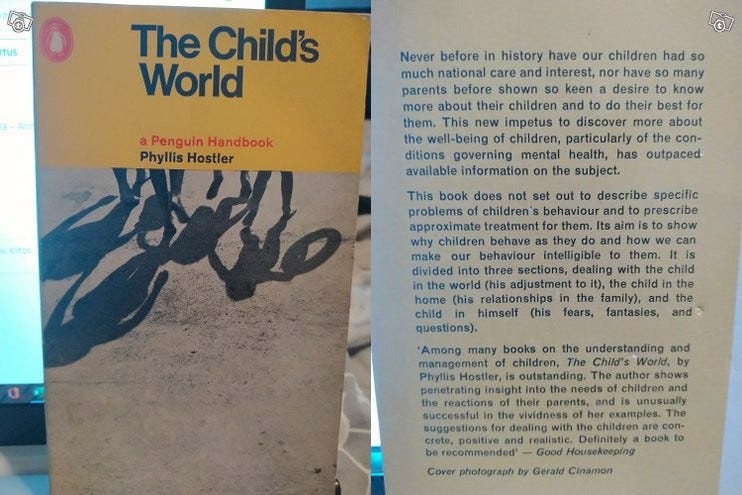 The Child's
World
a Penguin Handbook
Phyllis Hostler
Never before in history have our children had so
much national care and interest, nor have so many
parents before shown so keen a desire to know
more about their children and to do their best for
them. This new impetus to discover more about
the well-being of children, particularly of the con-
ditions governing mental health, has outpaced
available information on the subject.
This book does not set out to describe specific
problems of children's behaviour and to prescribe
approximate treatment for them. Its aim is to show
why children behave as they do and how we can
make our behaviour intelligible to them. It is
divided into three sections, dealing with the child
in the world (his adjustment to it), the child in the
home (his relationships in the family), and the
child in himself (his fears, fantasies, and
questions).
'Among many books on the understanding and
management of children, The Child's World, by
Phyllis Hostler, is outstanding. The author shows
penetrating insight into the needs of children and
the reactions of their parents, and is unusually
successful in the vividness of her examples. The
suggestions for dealing with the children are con-
crete, positive and realistic. Definitely a book to
be recommended' — Good Housekeeping
Cover photograph by Gerald Cinamon